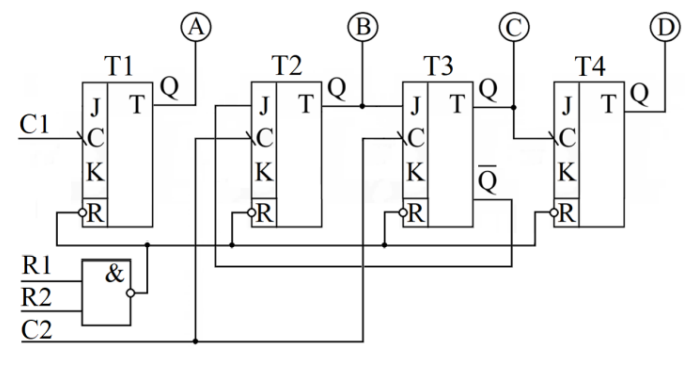 A B C D
T1 T2 T3 T4
Q Q Q Q
J T J T J T J T
C1 C C C C
K K K K Q̅
R R R R
R1 &
R2
C2